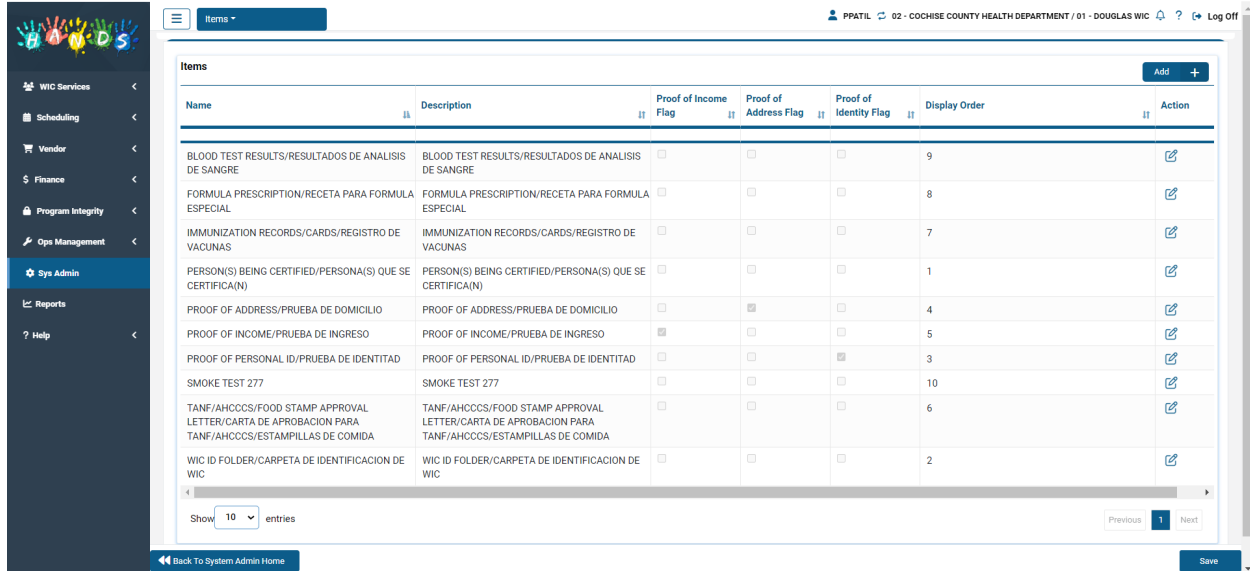 HANDS
Items
PPATIL 02 - COCHISE COUNTY HEALTH DEPARTMENT / 01 - DOUGLAS WIC ? Log Off
WIC Services
Scheduling
Vendor
$ Finance
Program Integrity
Ops Management
Sys Admin
Reports
? Help
Items
Add +
Name Description Proof of Income Flag Proof of Address Flag Proof of Identity Flag Display Order Action
BLOOD TEST RESULTS/RESULTADOS DE ANALISIS BLOOD TEST RESULTS/RESULTADOS DE ANALISIS 9
DE SANGRE DE SANGRE
FORMULA PRESCRIPTION/RECETA PARA FORMULA FORMULA PRESCRIPTION/RECETA PARA FORMULA 8
ESPECIAL ESPECIAL
IMMUNIZATION RECORDS/CARDS/REGISTRO DE IMMUNIZATION RECORDS/CARDS/REGISTRO DE 7
VACUNAS VACUNAS
PERSON(S) BEING CERTIFIED/PERSONA(S) QUE SE PERSON(S) BEING CERTIFIED/PERSONA(S) QUE SE 1
CERTIFICA(N) CERTIFICA(N)
PROOF OF ADDRESS/PRUEBA DE DOMICILIO PROOF OF ADDRESS/PRUEBA DE DOMICILIO 4
PROOF OF INCOME/PRUEBA DE INGRESO PROOF OF INCOME/PRUEBA DE INGRESO 5
PROOF OF PERSONAL ID/PRUEBA DE IDENTITAD PROOF OF PERSONAL ID/PRUEBA DE IDENTITAD 3
SMOKE TEST 277 SMOKE TEST 277 10
TANF/AHCCCS/FOOD STAMP APPROVAL TANF/AHCCCS/FOOD STAMP APPROVAL 6
LETTER/CARTA DE APROBACION PARA LETTER/CARTA DE APROBACION PARA
TANF/AHCCCS/ESTAMPILLAS DE COMIDA TANF/AHCCCS/ESTAMPILLAS DE COMIDA
WIC ID FOLDER/CARPETA DE IDENTIFICACION DE WIC ID FOLDER/CARPETA DE IDENTIFICACION DE 2
WIC WIC
Show 10 entries
Previous 1 Next
Back To System Admin Home
Save